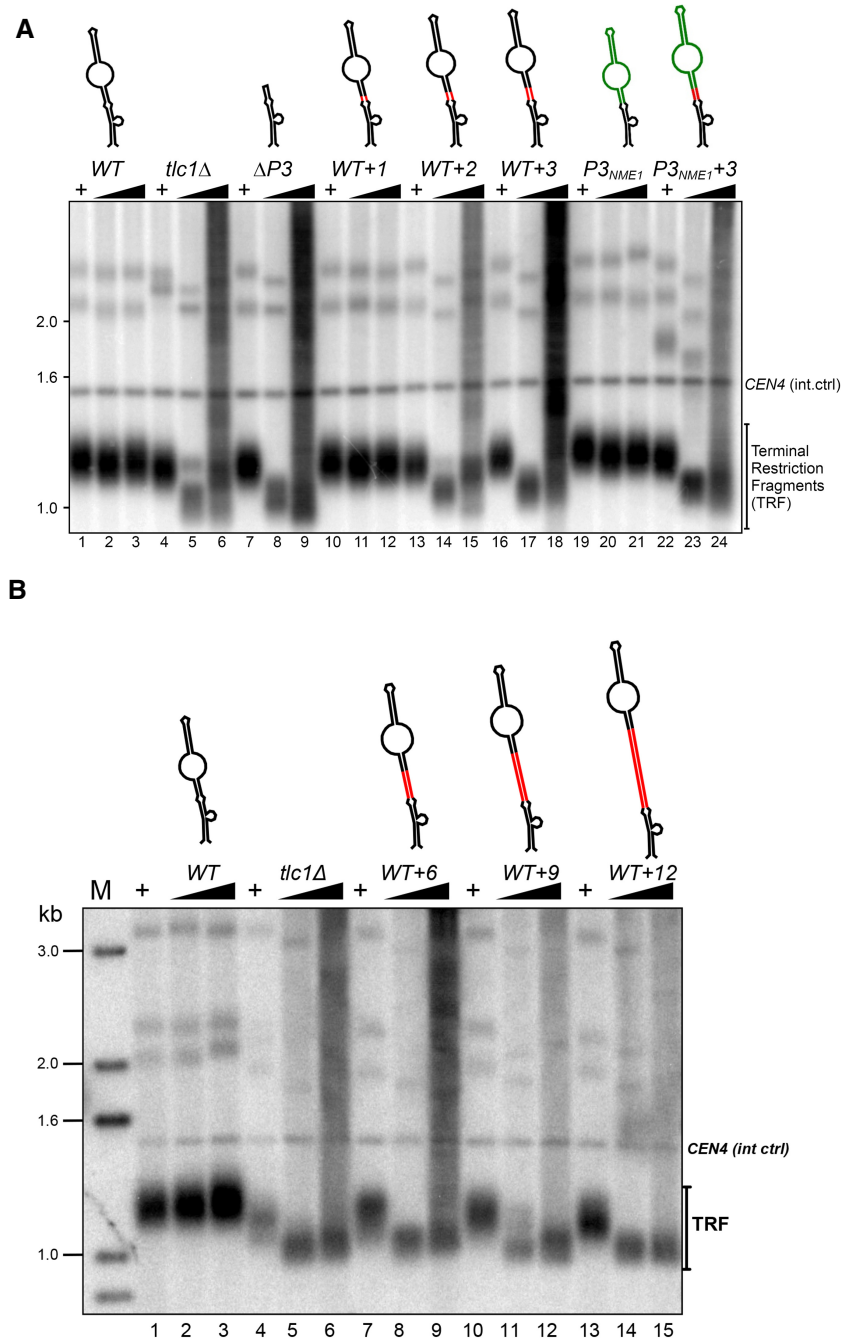 A
WT tlc1Δ ΔP3 WT+1 WT+2 WT+3 P3NME1 P3NME1+3
+ + + + + + + +
2.0
1.6
CEN4 (int.ctrl)
Terminal
Restriction
Fragments
(TRF)
1.0
1 2 3 4 5 6 7 8 9 10 11 12 13 14 15 16 17 18 19 20 21 22 23 24
B
WT tlc1Δ WT+6 WT+9 WT+12
M + + + + +
kb
3.0
2.0
1.6
CEN4 (int ctrl)
TRF
1.0
1 2 3 4 5 6 7 8 9 10 11 12 13 14 15